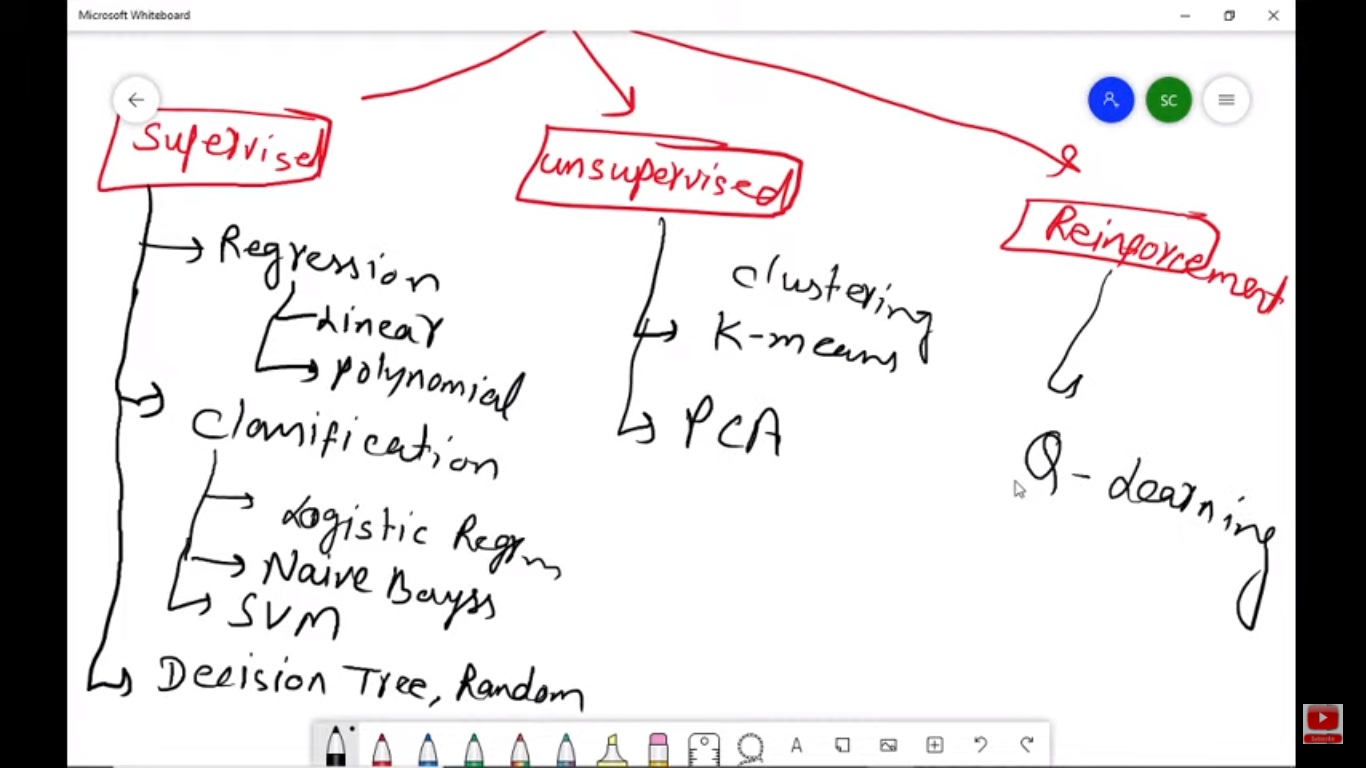 Microsoft Whiteboard
SC
Supervised
unsupervised
Reinforcement
Regression
Linear
polynomial
Classification
Logistic Regrn
Naive Bayss
SVM
Decision Tree, Random
clustering
K-means
PCA
Q-Learning
A
Subscribe